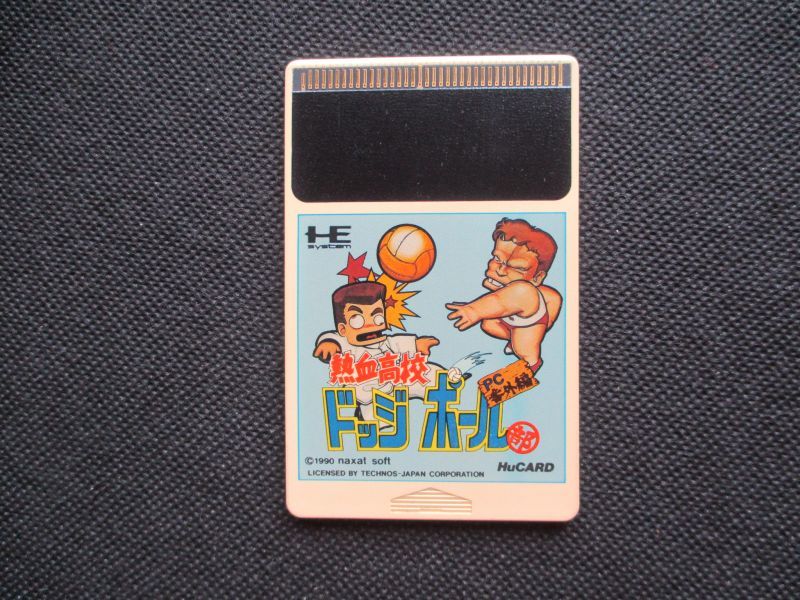 HE
system
熱血高校
ドッジボール部
PC
番外編
©1990 naxat soft
LICENSED BY TECHNOS-JAPAN CORPORATION
HuCARD